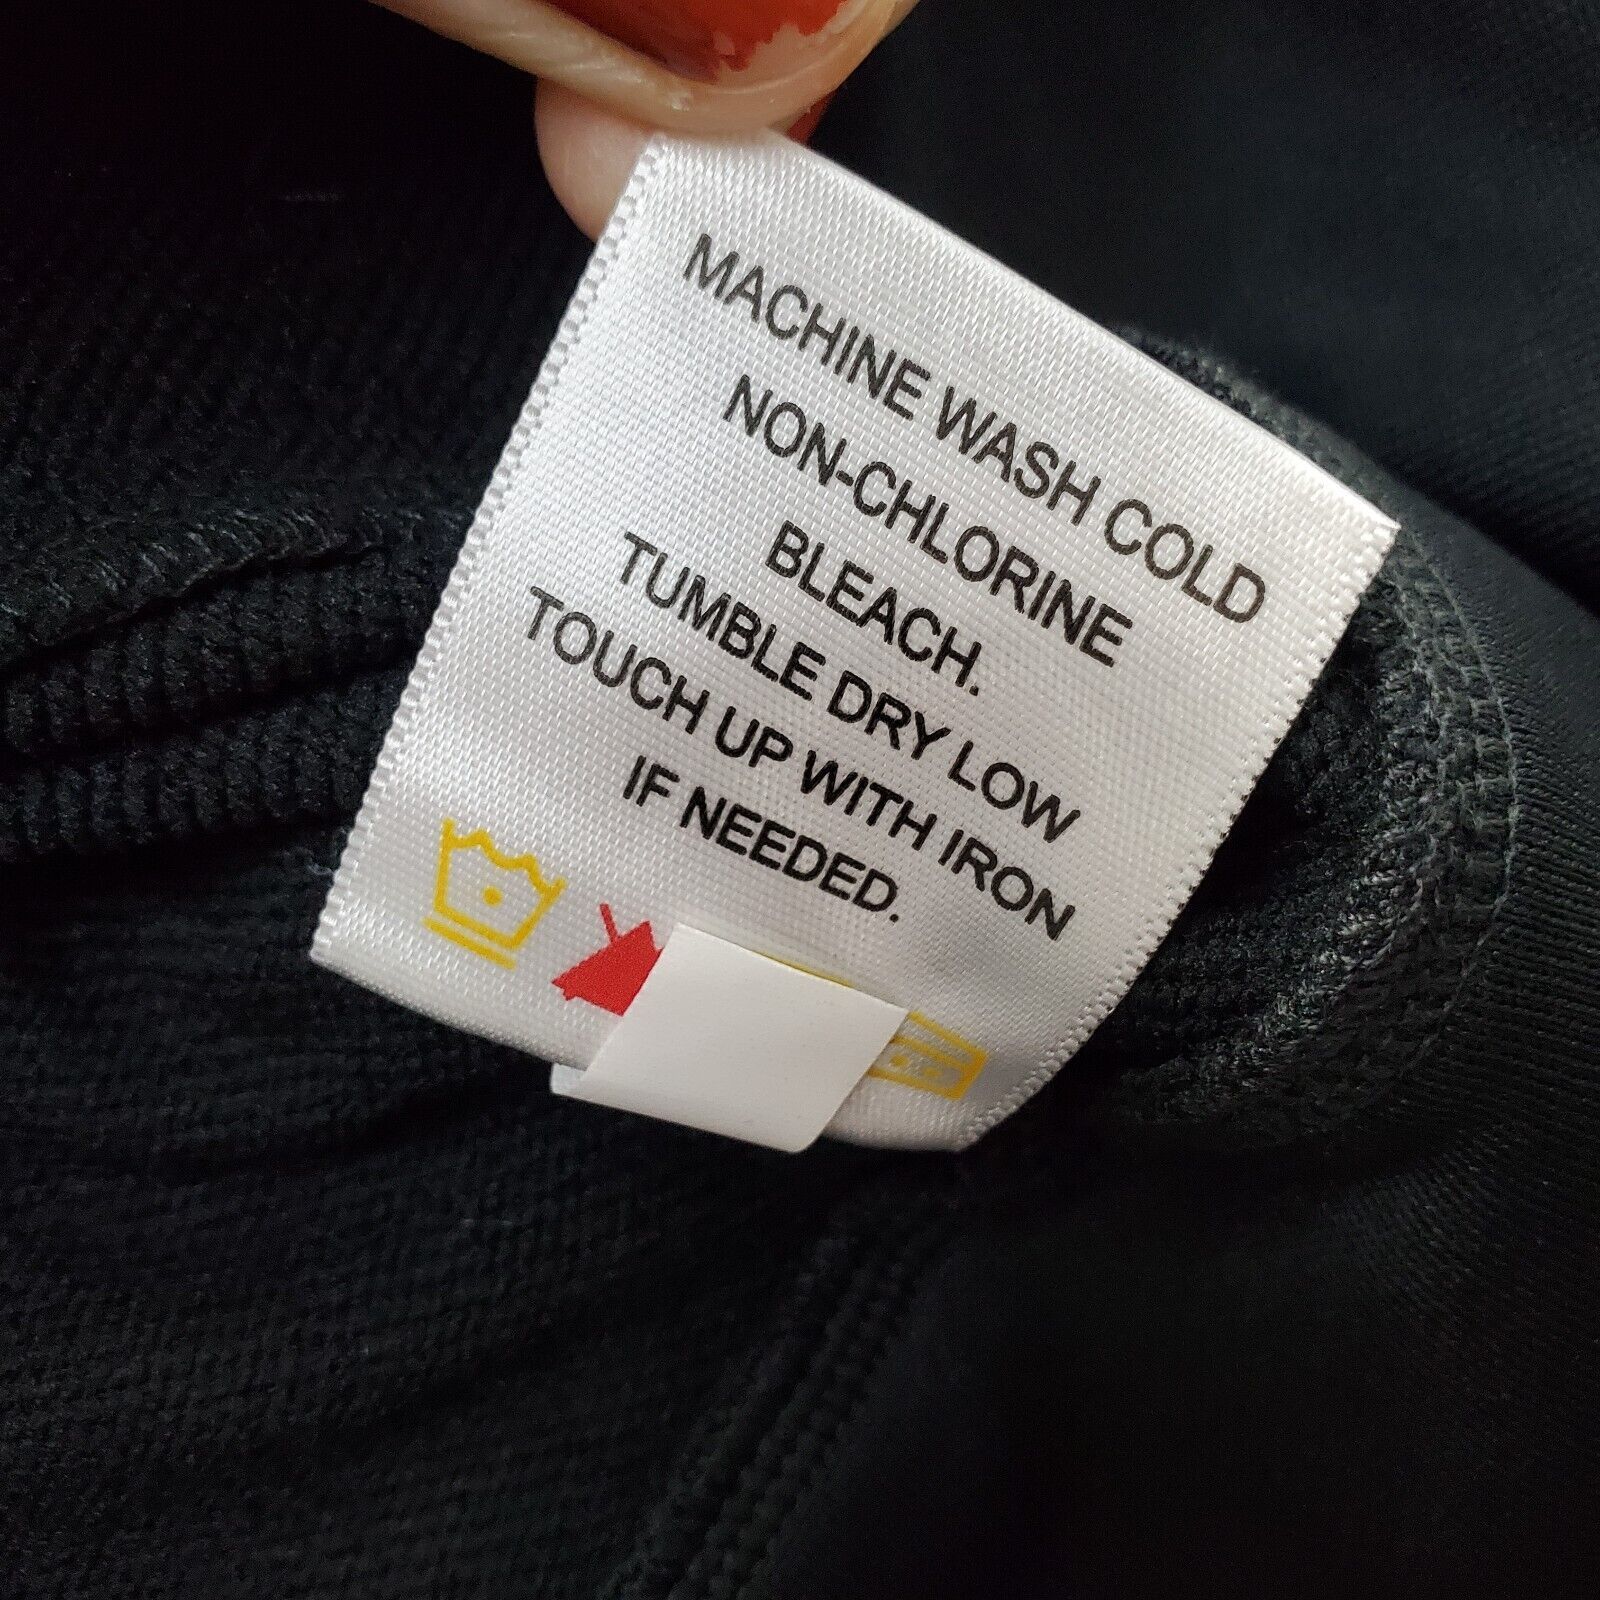 MACHINE WASH COLD
NON-CHLORINE
BLEACH.
TUMBLE DRY LOW
TOUCH UP WITH IRON
IF NEEDED.